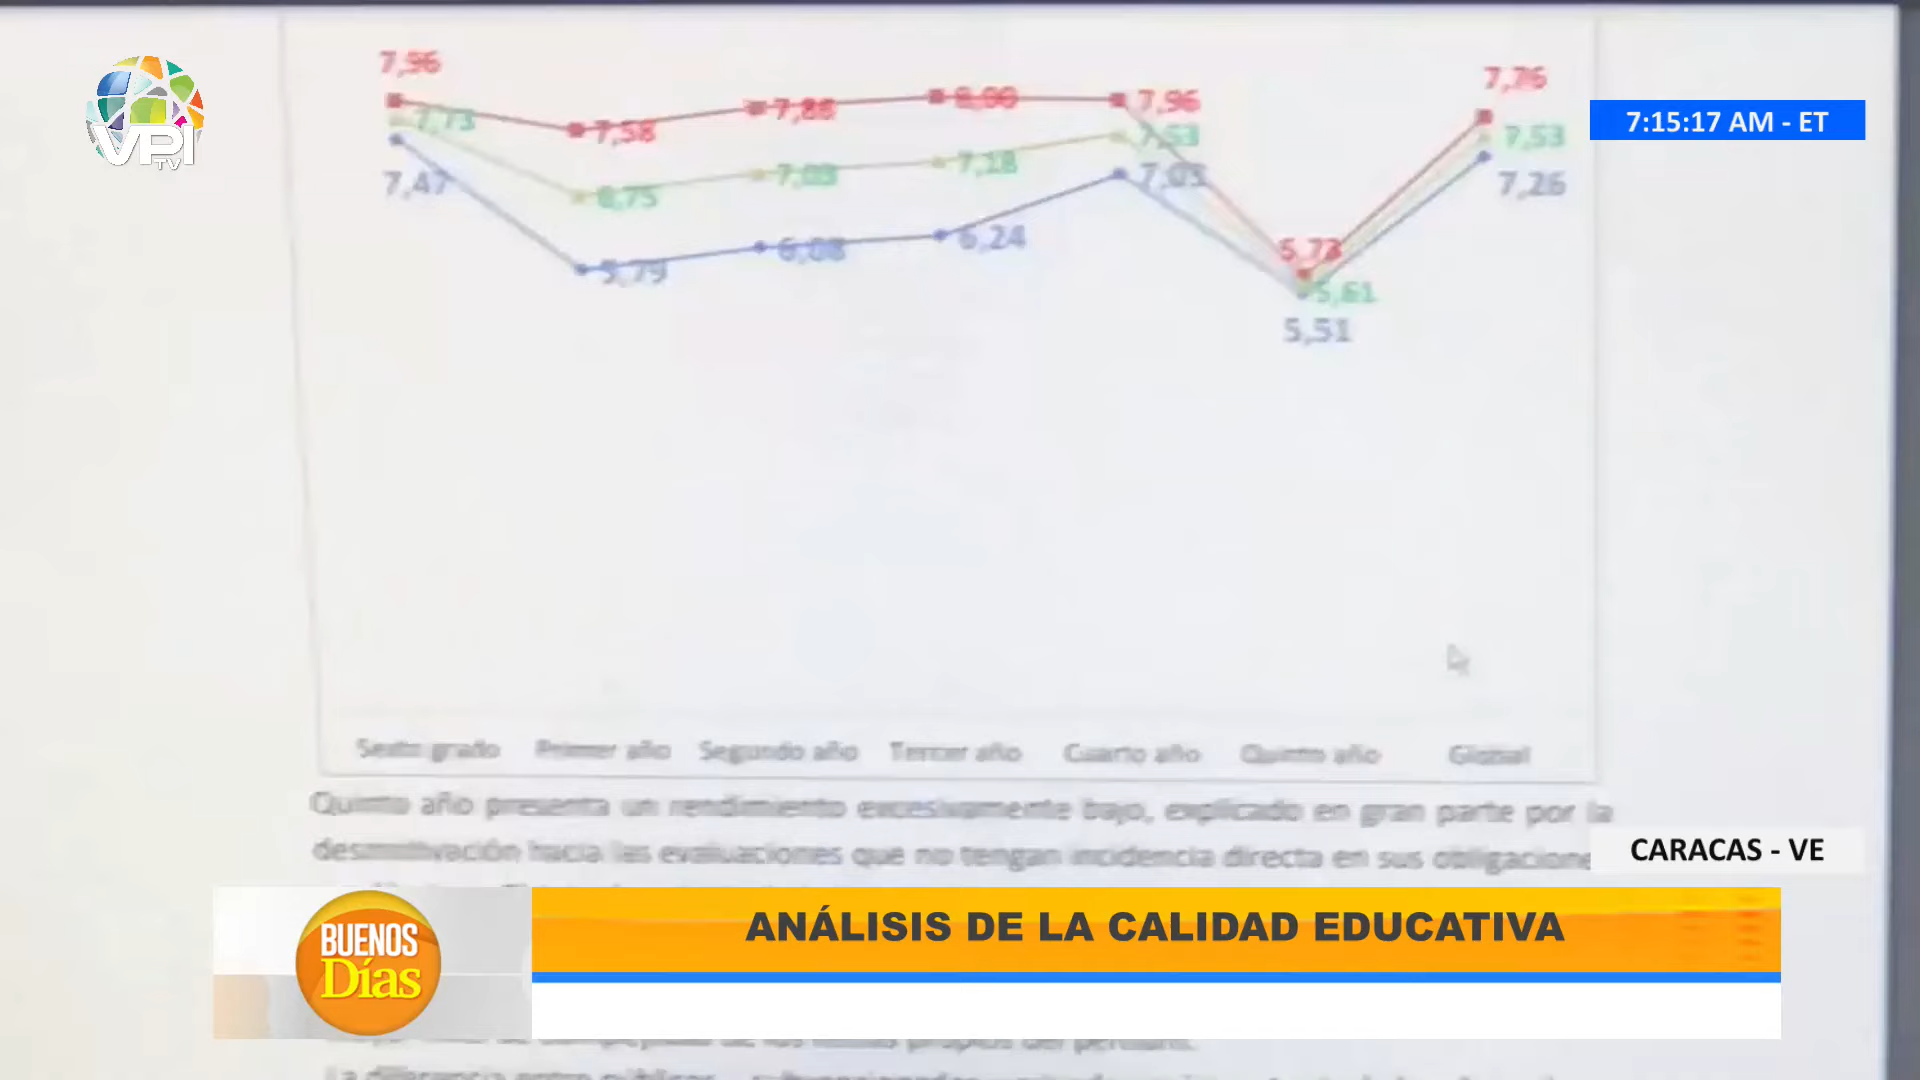 7,96
7,73
7,47
7,58
6,75
5,79
7,88
7,03
6,08
8,00
7,18
6,24
7,96
7,53
7,05
5,73
5,61
5,51
7,76
7,53
7,26
VPI
TV
7:15:17 AM - ET
Sexto grado Primer año Segundo año Tercer año Cuarto año Quinto año Global
Quinto año presenta un rendimiento excesivamente bajo, explicado en gran parte por la
desmotivación hacia las evaluaciones que no tengan incidencia directa en sus
CARACAS - VE
BUENOS
Días
ANÁLISIS DE LA CALIDAD EDUCATIVA